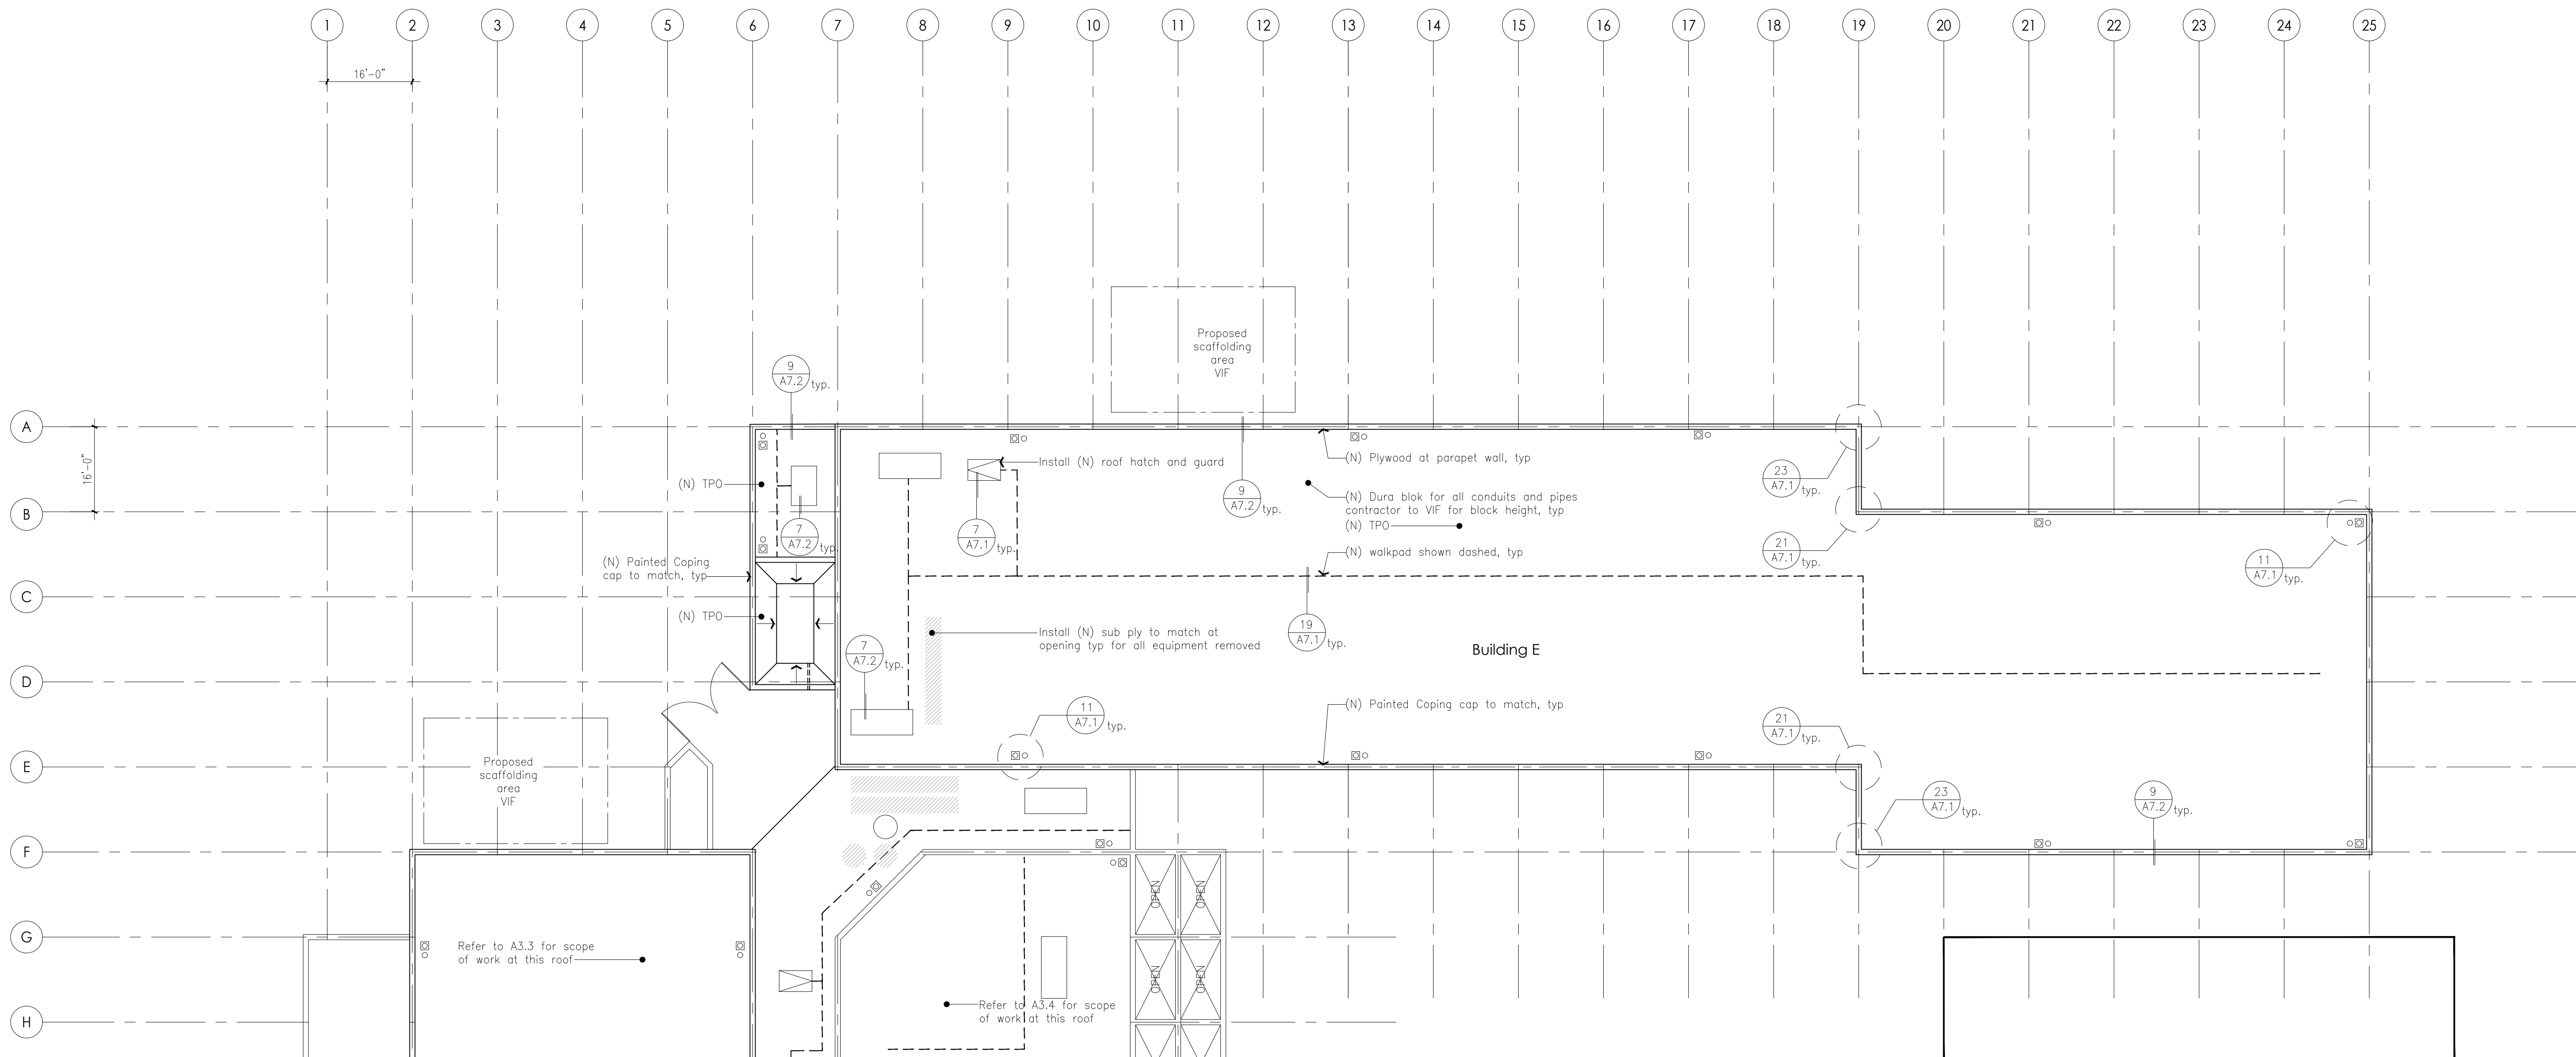 1 2 3 4 5 6 7 8 9 10 11 12 13 14 15 16 17 18 19 20 21 22 23 24 25
16'-0"
A
B
C
D
E
F
G
H
16'-0"
Proposed
scaffolding
area
VIF
9
A7.2 typ.
(N) TPO
7
A7.2 typ.
(N) Painted Coping
cap to match, typ
(N) TPO
Install (N) roof hatch and guard
7
A7.1 typ.
9
A7.2 typ.
(N) Plywood at parapet wall, typ
(N) Dura blok for all conduits and pipes
contractor to VIF for block height, typ
(N) TPO
(N) walkpad shown dashed, typ
23
A7.1 typ.
21
A7.1 typ.
11
A7.1 typ.
19
A7.1 typ.
Install (N) sub ply to match at
opening typ for all equipment removed
7
A7.2 typ.
Building E
11
A7.1 typ.
(N) Painted Coping cap to match, typ
21
A7.1 typ.
23
A7.1 typ.
9
A7.2 typ.
Proposed
scaffolding
area
VIF
OPEN
OPEN
OPEN
OPEN
Refer to A3.3 for scope
of work at this roof
Refer to A3.4 for scope
of work at this roof